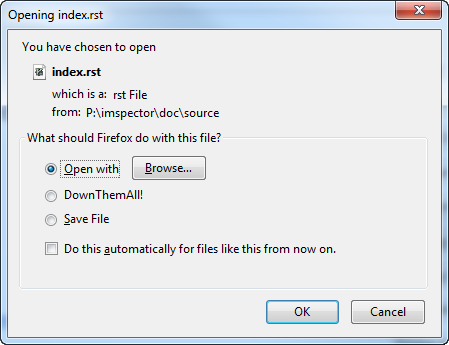 Opening index.rst
You have chosen to open
index.rst
which is a: rst File
from: P:\imspector\doc\source
What should Firefox do with this file?
Open with Browse...
DownThemAll!
Save File
Do this automatically for files like this from now on.
OK Cancel